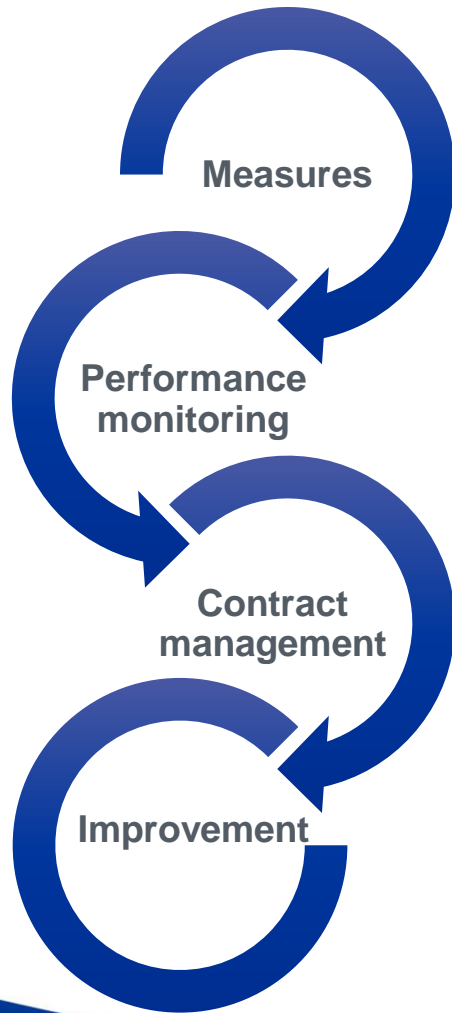 Measures
Performance
monitoring
Contract
management
Improvement